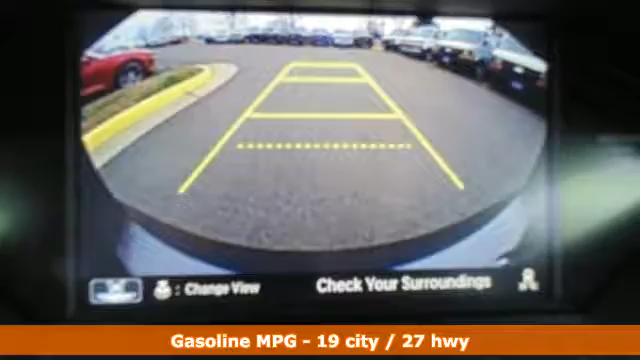 : Change View
Check Your Surroundings
Gasoline MPG - 19 city / 27 hwy